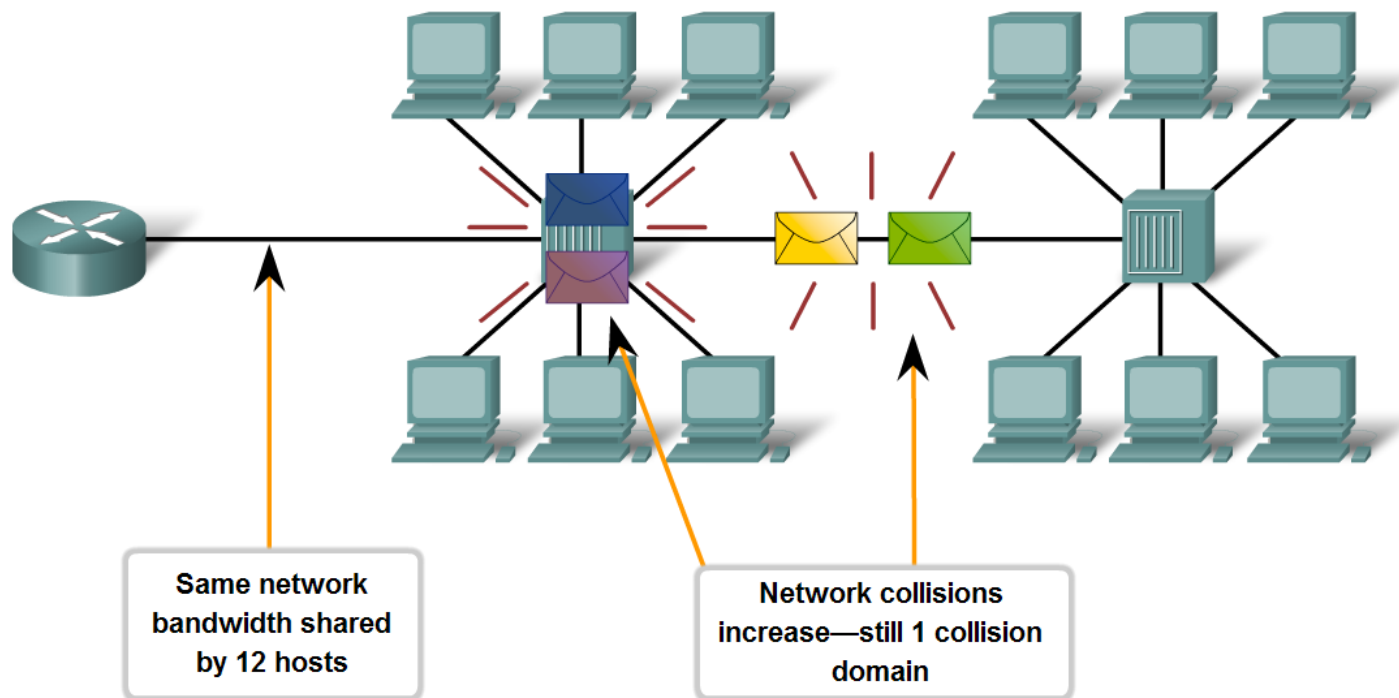 Same network
bandwidth shared
by 12 hosts
Network collisions
increase—still 1 collision
domain